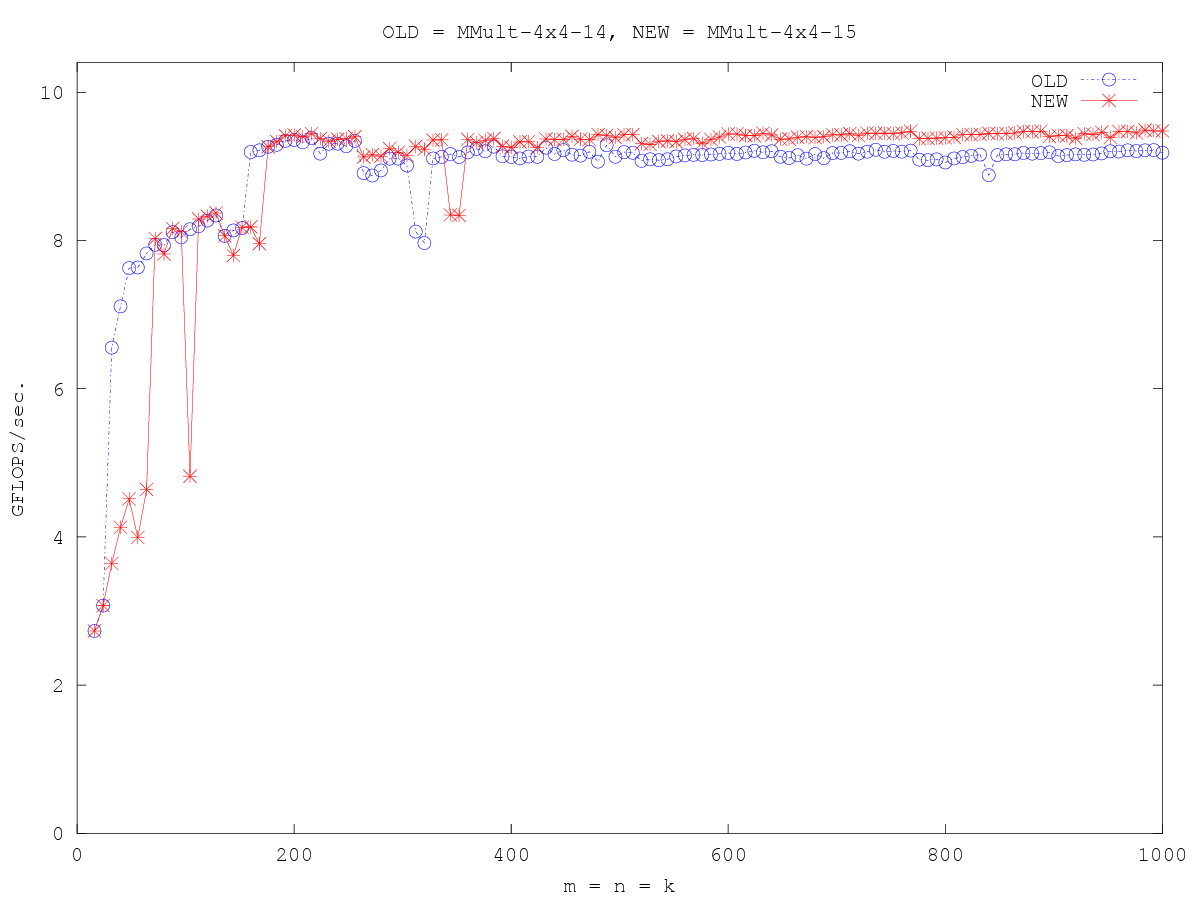 OLD = MMult-4x4-14, NEW = MMult-4x4-15
OLD
NEW
10
8
6
4
2
0
GFLOPS/sec.
0 200 400 600 800 1000
m = n = k